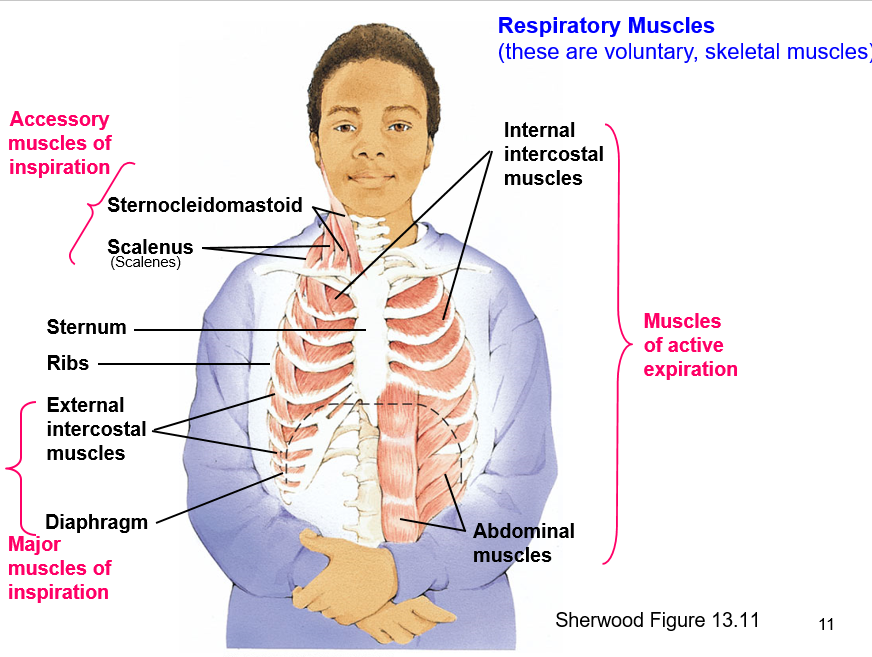 Respiratory Muscles
(these are voluntary, skeletal muscles)
Accessory
muscles of
inspiration
Sternocleidomastoid
Scalenus
(Scalenes)
Sternum
Ribs
External
intercostal
muscles
Diaphragm
Major
muscles of
inspiration
Internal
intercostal
muscles
Muscles
of active
expiration
Abdominal
muscles
Sherwood Figure 13.11
11